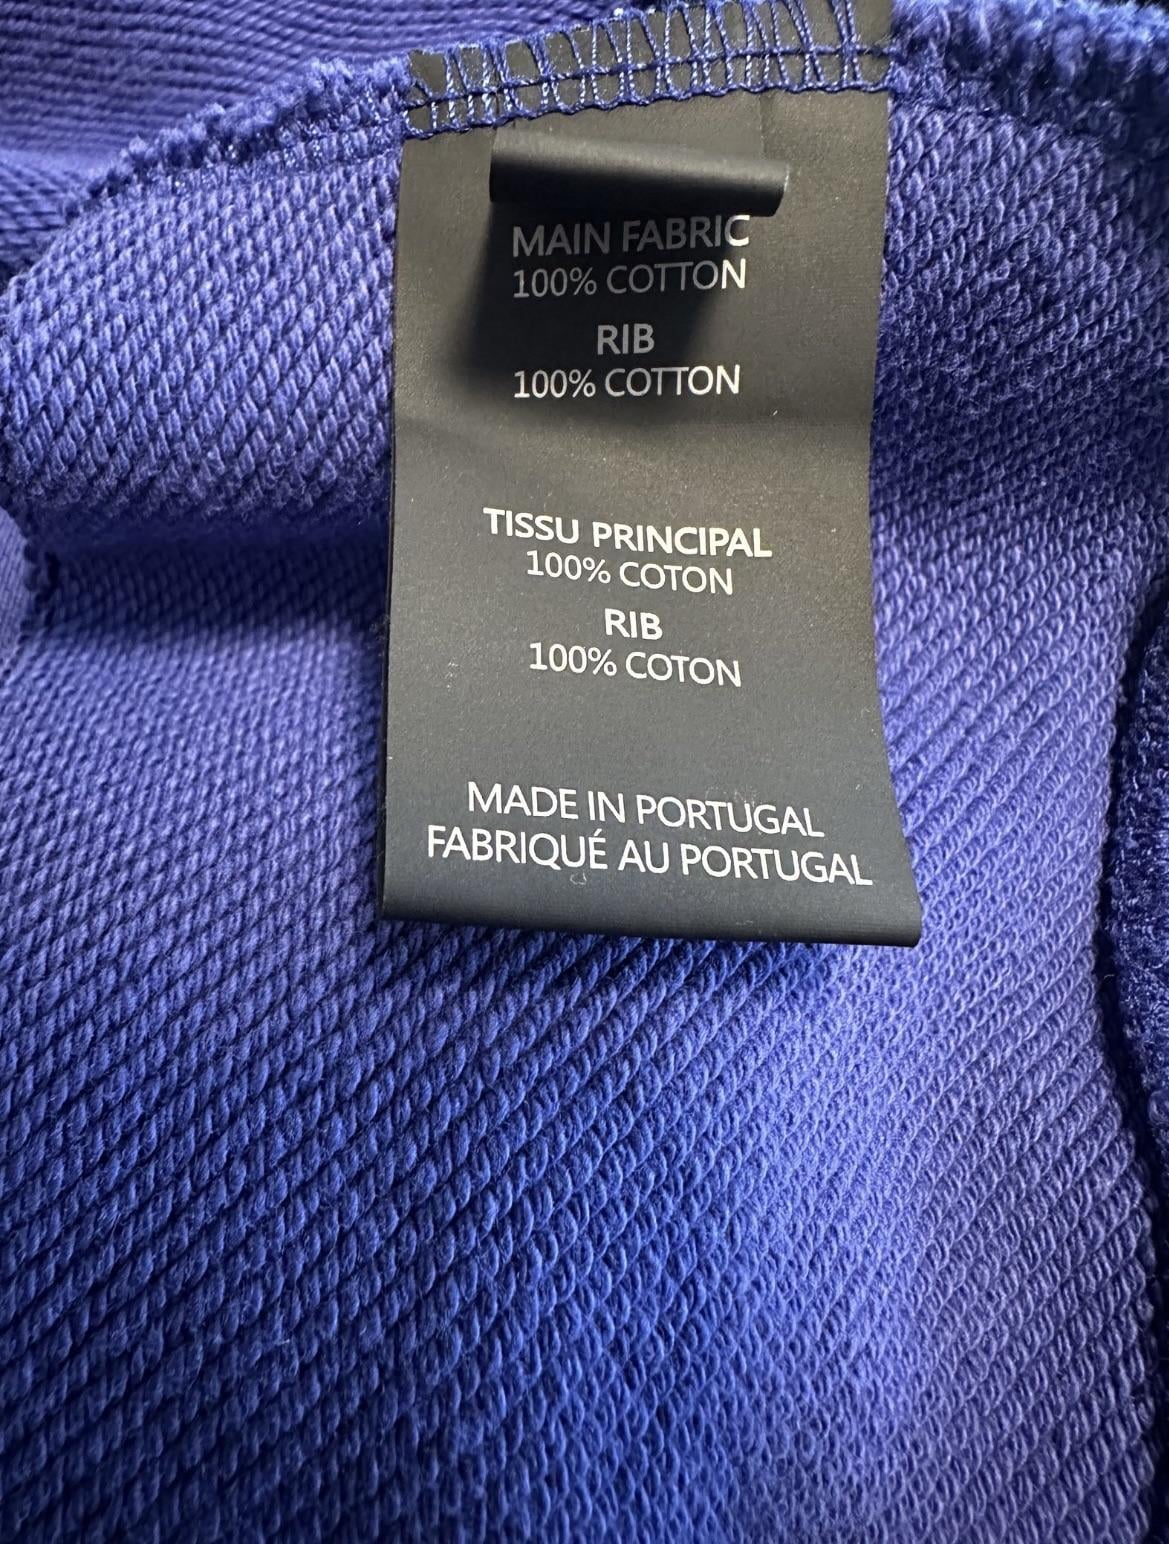 MAIN FABRIC
100% COTTON
RIB
100% COTTON
TISSU PRINCIPAL
100% COTON
RIB
100% COTON
MADE IN PORTUGAL
FABRIQUÉ AU PORTUGAL